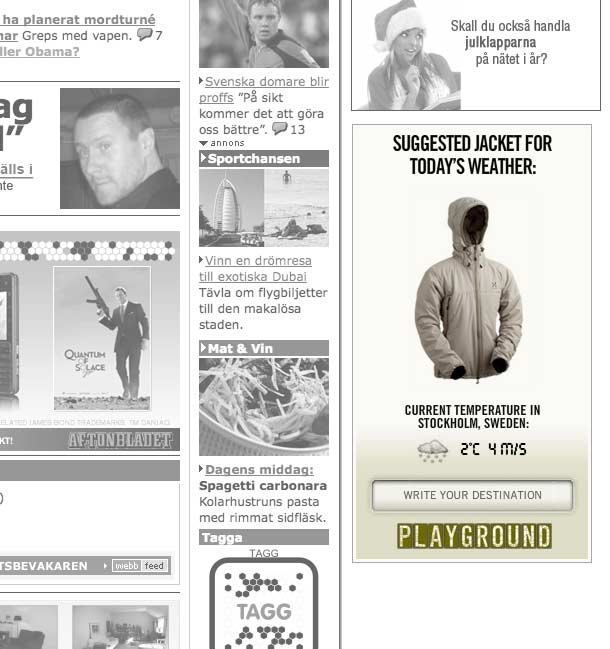 ha planerat mordturné
nar Greps med vapen. 7
ller Obama?
ag
l”
älls i
nte
QUANTUM
OF
SOLACE
ELATED JAMES BOND TRADEMARKS, TM DANJAQ.
KT!
AFTONBLADET
TSBEVAKAREN
webb feed
Svenska domare blir
proffs ”På sikt
kommer det att göra
oss bättre”. 13
annons
Sportchansen
Vinn en drömresa
till exotiska Dubai
Tävla om flygbiljetter
till den makalösa
staden.
Mat & Vin
Dagens middag:
Spagetti carbonara
Kolarhustruns pasta
med rimmat sidfläsk.
Tagga
TAGG
TAGG
Skall du också handla
julklapparna
på nätet i år?
SUGGESTED JACKET FOR
TODAY'S WEATHER:
CURRENT TEMPERATURE IN
STOCKHOLM, SWEDEN:
2°C 4 M/S
WRITE YOUR DESTINATION
PLAYGROUND